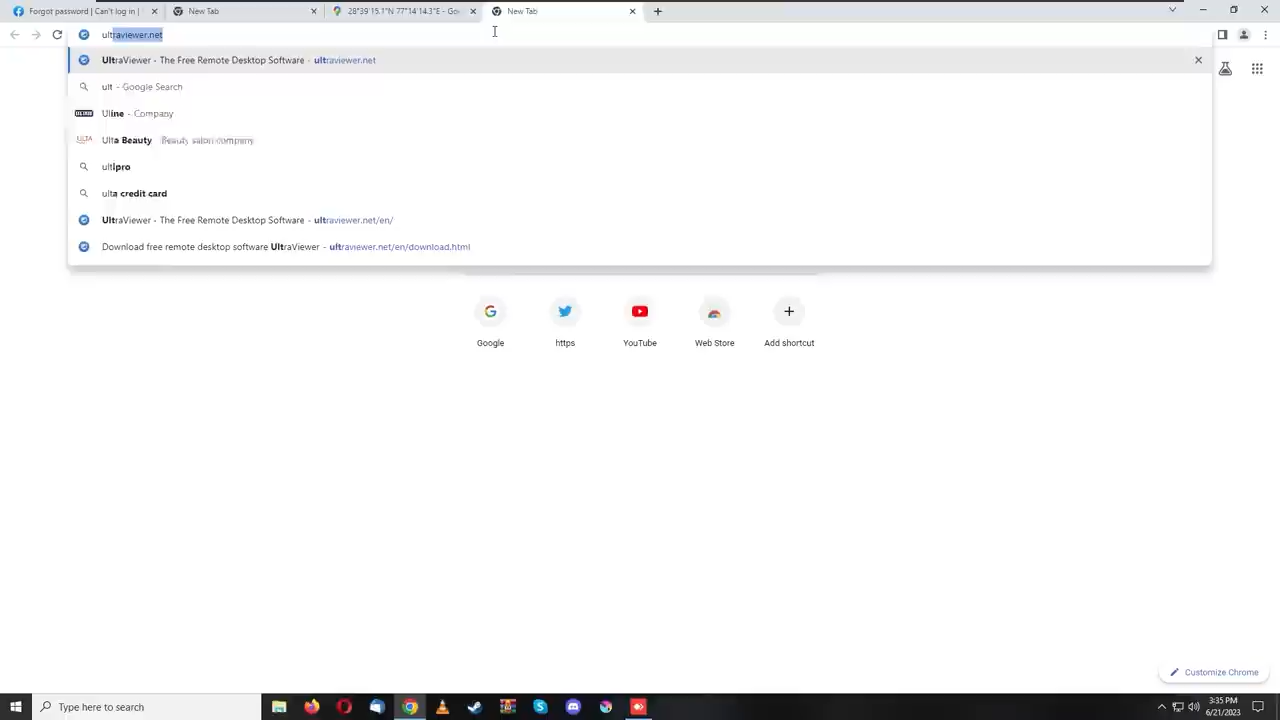 Forgot password | Can't log in |
New Tab
28°39'15.1"N 77°14'14.3"E - Go
New Tab
ultraviewer.net
UltraViewer - The Free Remote Desktop Software - ultraviewer.net
ult - Google Search
Uline - Company
Ulta Beauty Beauty salon company
ultipro
ulta credit card
UltraViewer - The Free Remote Desktop Software - ultraviewer.net/en/
Download free remote desktop software UltraViewer - ultraviewer.net/en/download.html
Google
https
YouTube
Web Store
Add shortcut
Customize Chrome
Type here to search
3:35 PM
6/21/2023